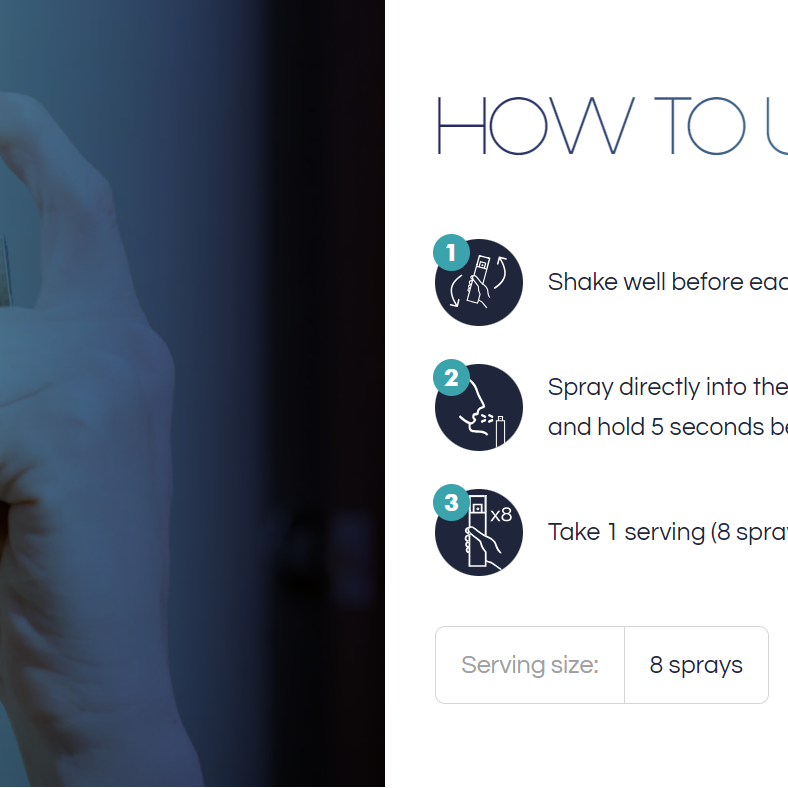 HOW TO U
1
Shake well before eac
2
Spray directly into the
and hold 5 seconds be
3
x8
Take 1 serving (8 spray
Serving size: 8 sprays